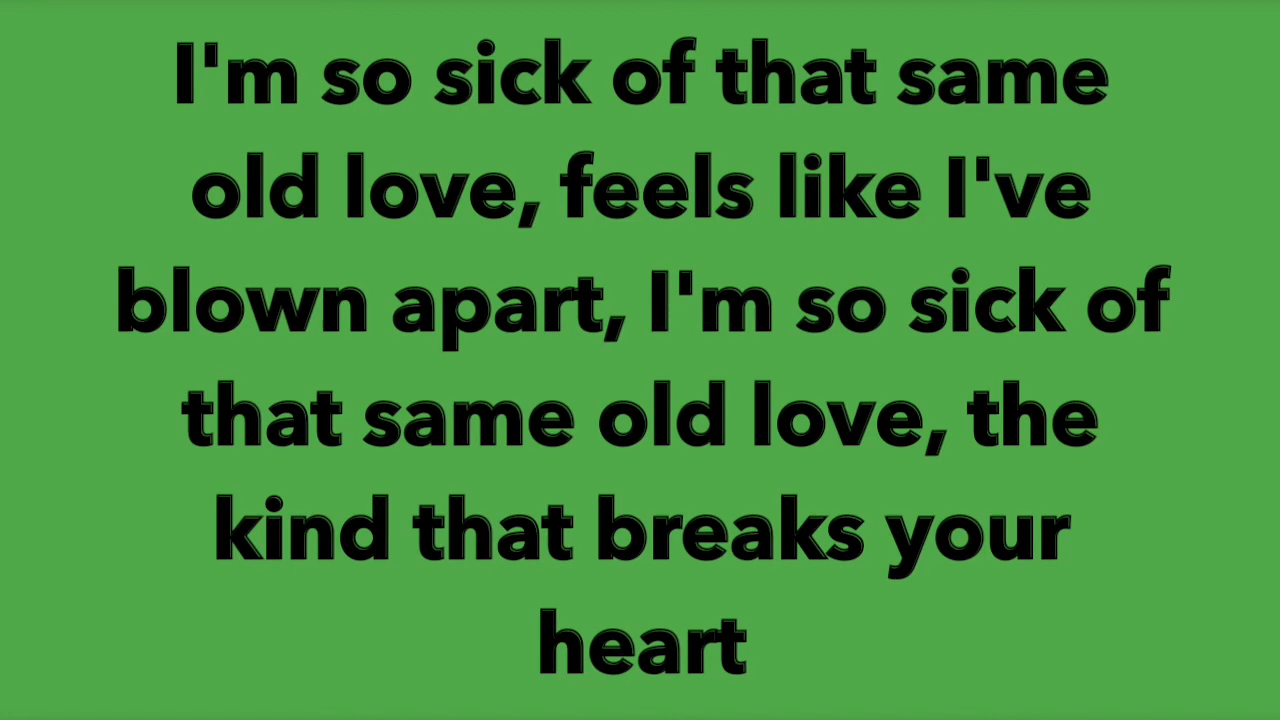 I'm so sick of that same
old love, feels like I've
blown apart, I'm so sick of
that same old love, the
kind that breaks your
heart